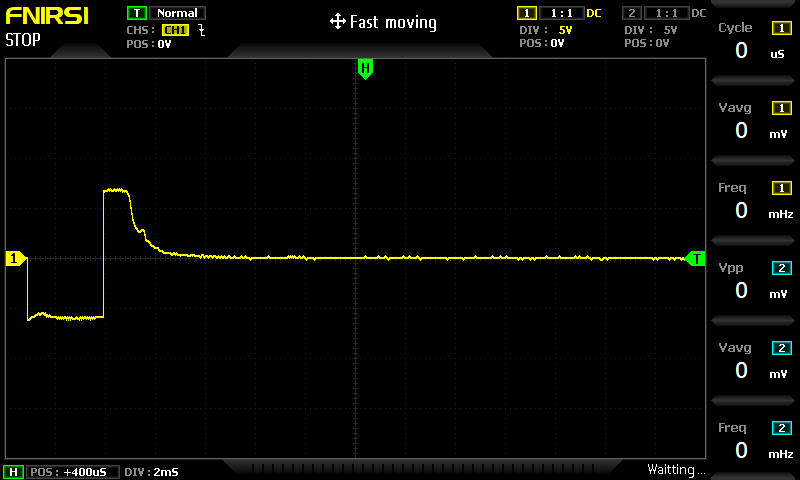 FNIRSI
STOP
T Normal
CHS: CH1
POS:0V
Fast moving
1 1:1 DC
DIV: 5V
POS:0V
2 1:1 DC
DIV: 5V
POS:0V
H
1
T
Cycle 1
0 uS
Vavg 1
0 mV
Freq 1
0 mHz
Vpp 2
0 mV
Vavg 2
0 mV
Freq 2
0 mHz
H POS: +400uS DIV:2mS
Waitting...